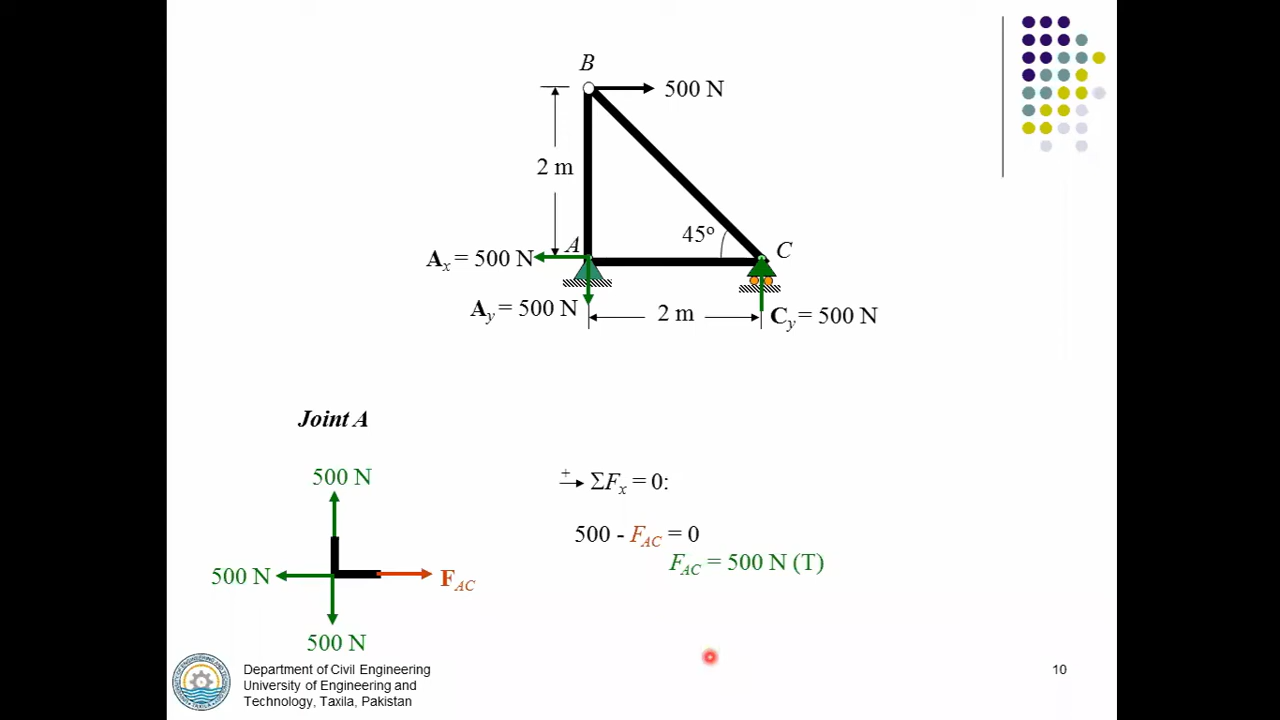 B
500 N
2 m
45º
A
C
Ax = 500 N
Ay = 500 N
2 m
Cy = 500 N
Joint A
500 N
500 N
FAC
500 N
+
→ ΣFx = 0:
500 - FAC = 0
FAC = 500 N (T)
Department of Civil Engineering
University of Engineering and
Technology, Taxila, Pakistan
10